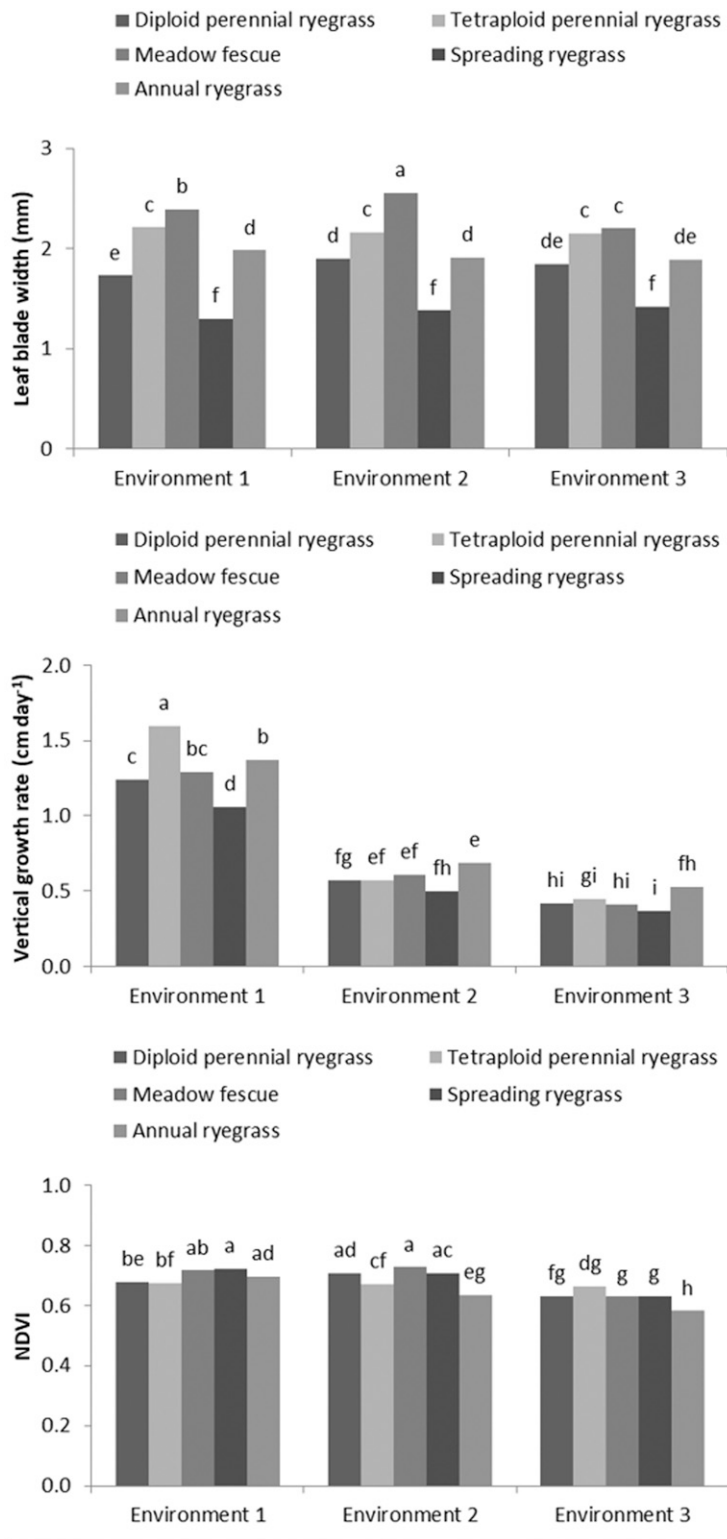 Diploid perennial ryegrass Tetraploid perennial ryegrass
Meadow fescue Spreading ryegrass
Annual ryegrass
Leaf blade width (mm)
3
2
1
0
e c b f d
d c a f d
de c c f de
Environment 1 Environment 2 Environment 3
Diploid perennial ryegrass Tetraploid perennial ryegrass
Meadow fescue Spreading ryegrass
Annual ryegrass
Vertical growth rate (cm day⁻¹)
2.0
1.5
1.0
0.5
0.0
c a bc d b
fg ef ef fh e
hi gi hi i fh
Environment 1 Environment 2 Environment 3
Diploid perennial ryegrass Tetraploid perennial ryegrass
Meadow fescue Spreading ryegrass
Annual ryegrass
NDVI
1.0
0.8
0.6
0.4
0.2
0.0
be bf ab a ad
ad cf a ac eg
fg dg g g h
Environment 1 Environment 2 Environment 3